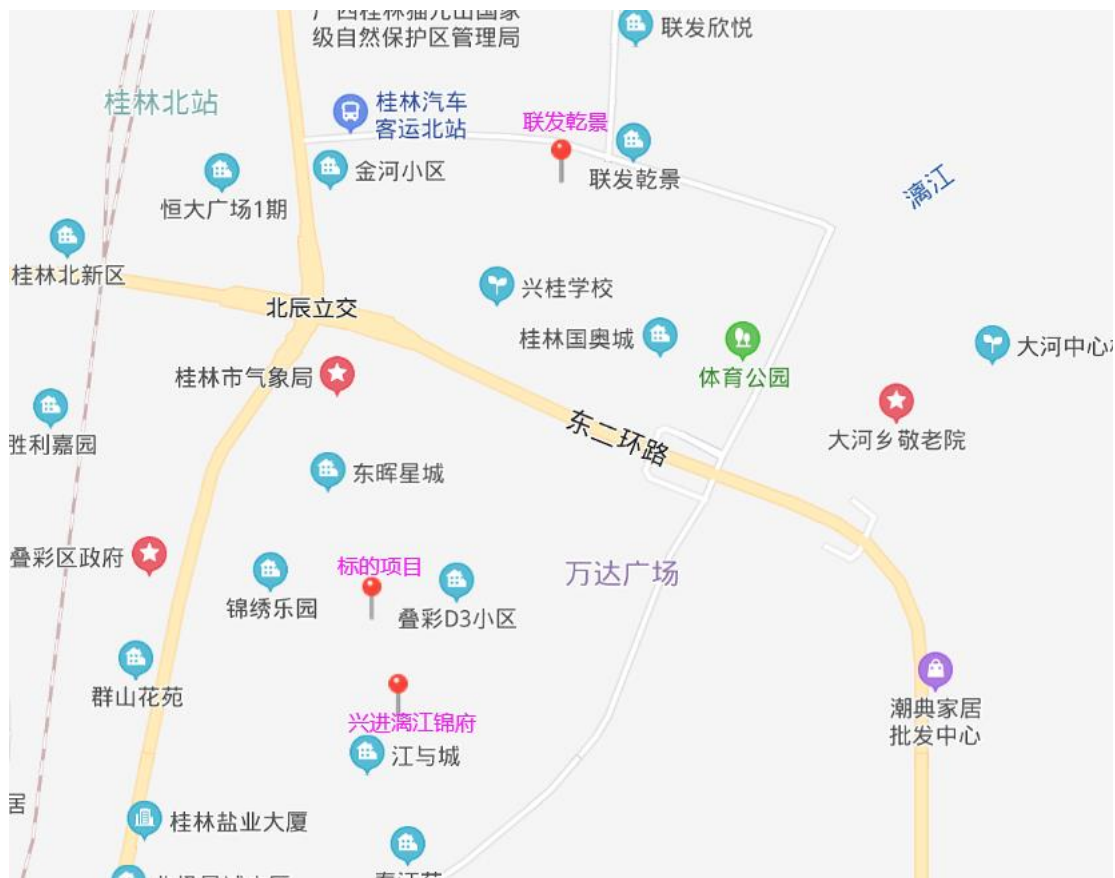 级自然保护区管理局
联发欣悦
桂林北站
桂林汽车
客运北站
联发乾景
金河小区
联发乾景
漓江
恒大广场1期
桂林北新区
兴桂学校
北辰立交
桂林国奥城
大河中心
桂林市气象局
体育公园
胜利嘉园
东二环路
大河乡敬老院
东晖星城
叠彩区政府
标的项目
万达广场
锦绣乐园
叠彩D3小区
群山花苑
兴进漓江锦府
潮典家居
批发中心
江与城
居
桂林盐业大厦